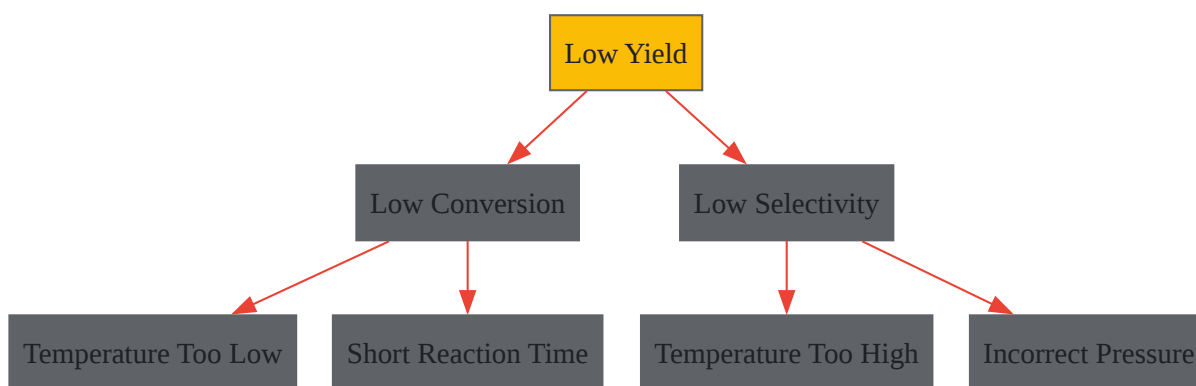 Low Yield
Low Conversion
Low Selectivity
Temperature Too Low
Short Reaction Time
Temperature Too High
Incorrect Pressure